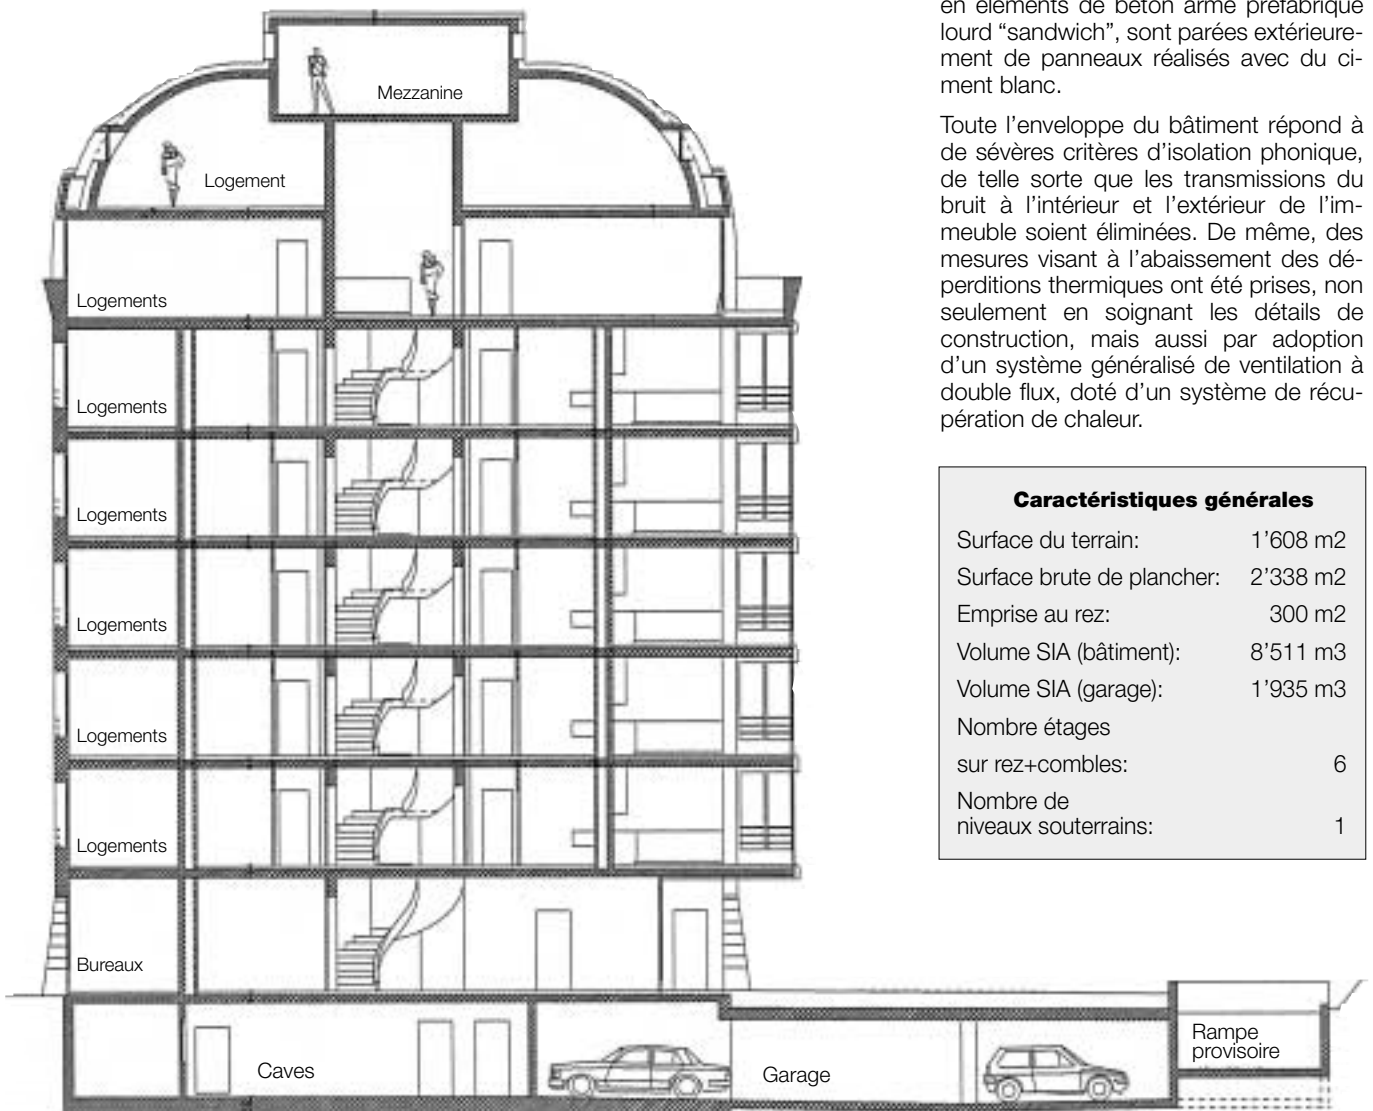 Mezzanine
Logement
Logements
Logements
Logements
Logements
Logements
Logements
Bureaux
Caves
Garage
Rampe
provisoire
en éléments de béton armé préfabriqué
lourd “sandwich”, sont parées extérieure-
ment de panneaux réalisés avec du ci-
ment blanc.
Toute l’enveloppe du bâtiment répond à
de sévères critères d’isolation phonique,
de telle sorte que les transmissions du
bruit à l’intérieur et l’extérieur de l’im-
meuble soient éliminées. De même, des
mesures visant à l’abaissement des dé-
perditions thermiques ont été prises, non
seulement en soignant les détails de
construction, mais aussi par adoption
d’un système généralisé de ventilation à
double flux, doté d’un système de récu-
pération de chaleur.
Caractéristiques générales
Surface du terrain: 1’608 m2
Surface brute de plancher: 2’338 m2
Emprise au rez: 300 m2
Volume SIA (bâtiment): 8’511 m3
Volume SIA (garage): 1’935 m3
Nombre étages
sur rez+combles: 6
Nombre de
niveaux souterrains: 1